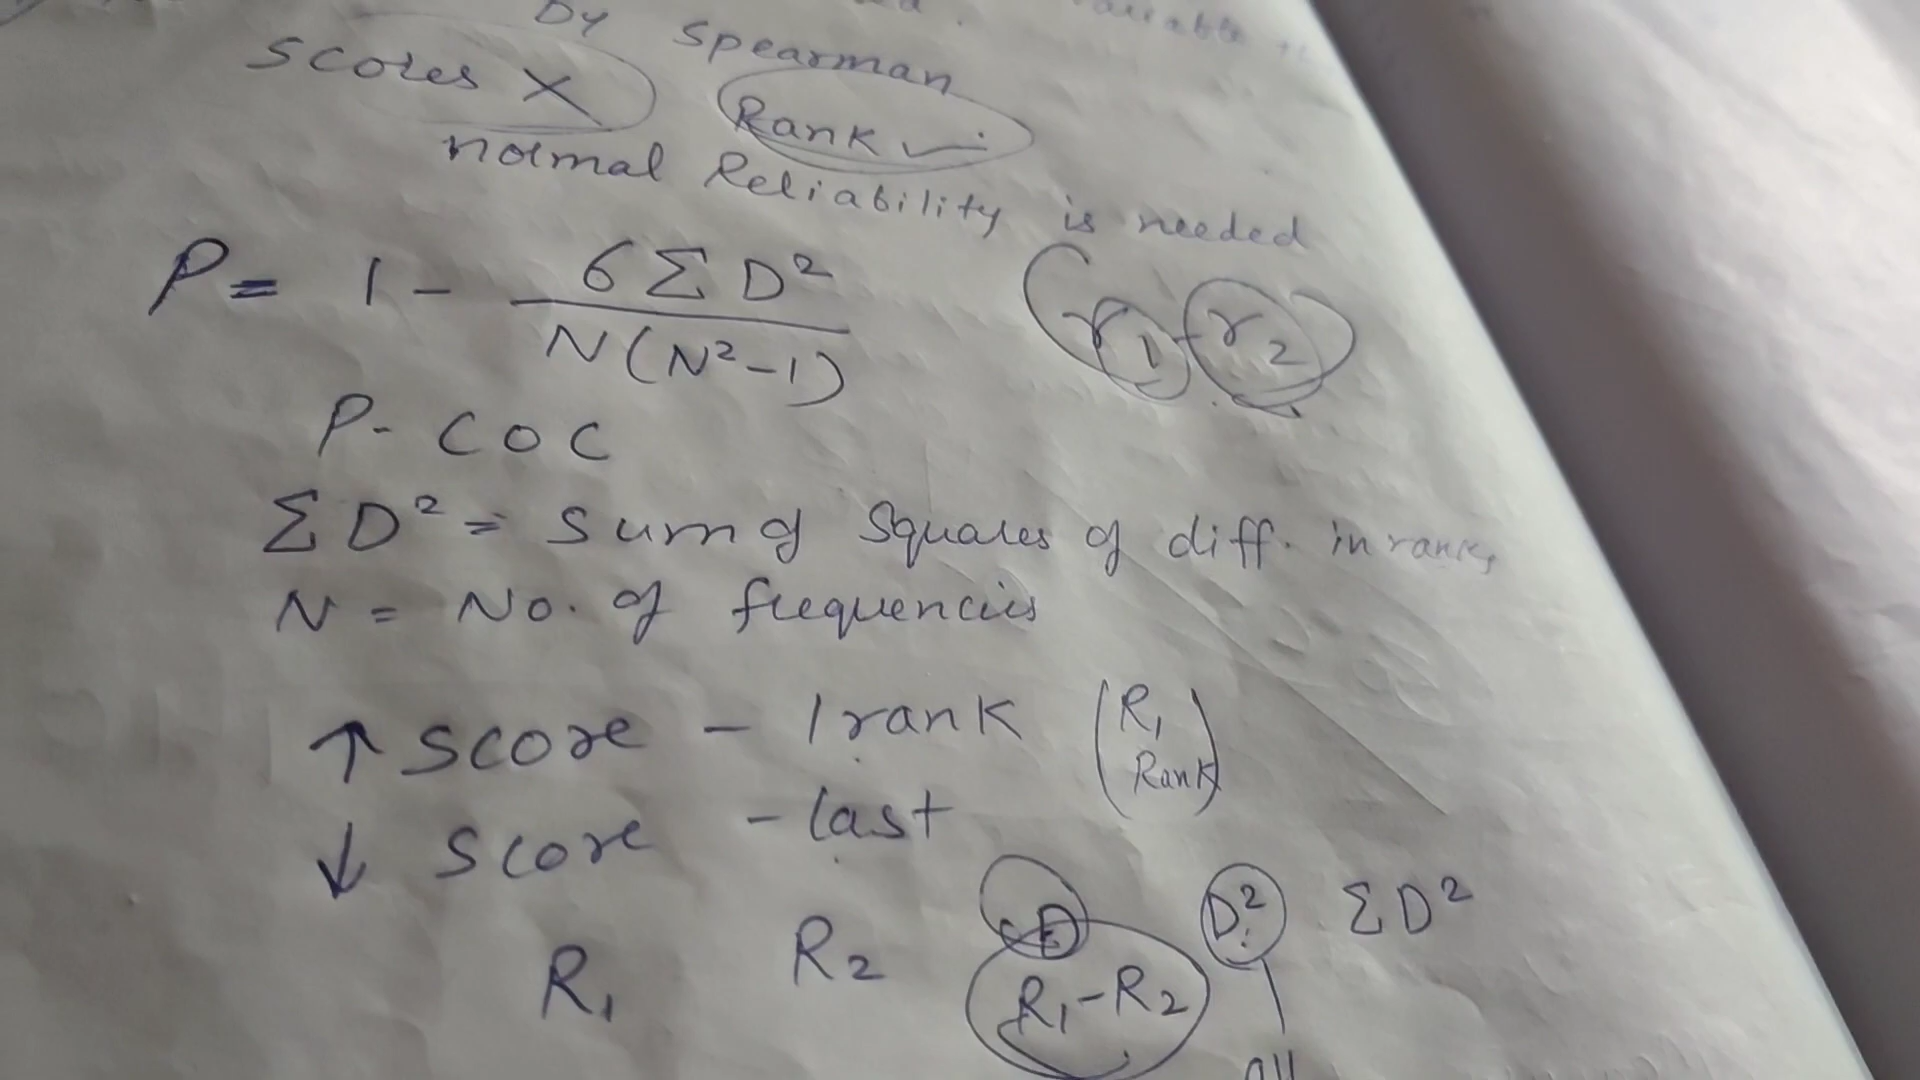 By Spearman
Scores X Rank ✓
normal Reliability is needed
P = 1 - 6ΣD² / N(N²-1) r1 - r2
P - COC
ΣD² = Sum of Squares of diff. in ranks
N = No. of frequencies
↑ score - 1 rank (R1 Rank)
↓ score - last
R1 R2 D R1-R2 D² ΣD²
all